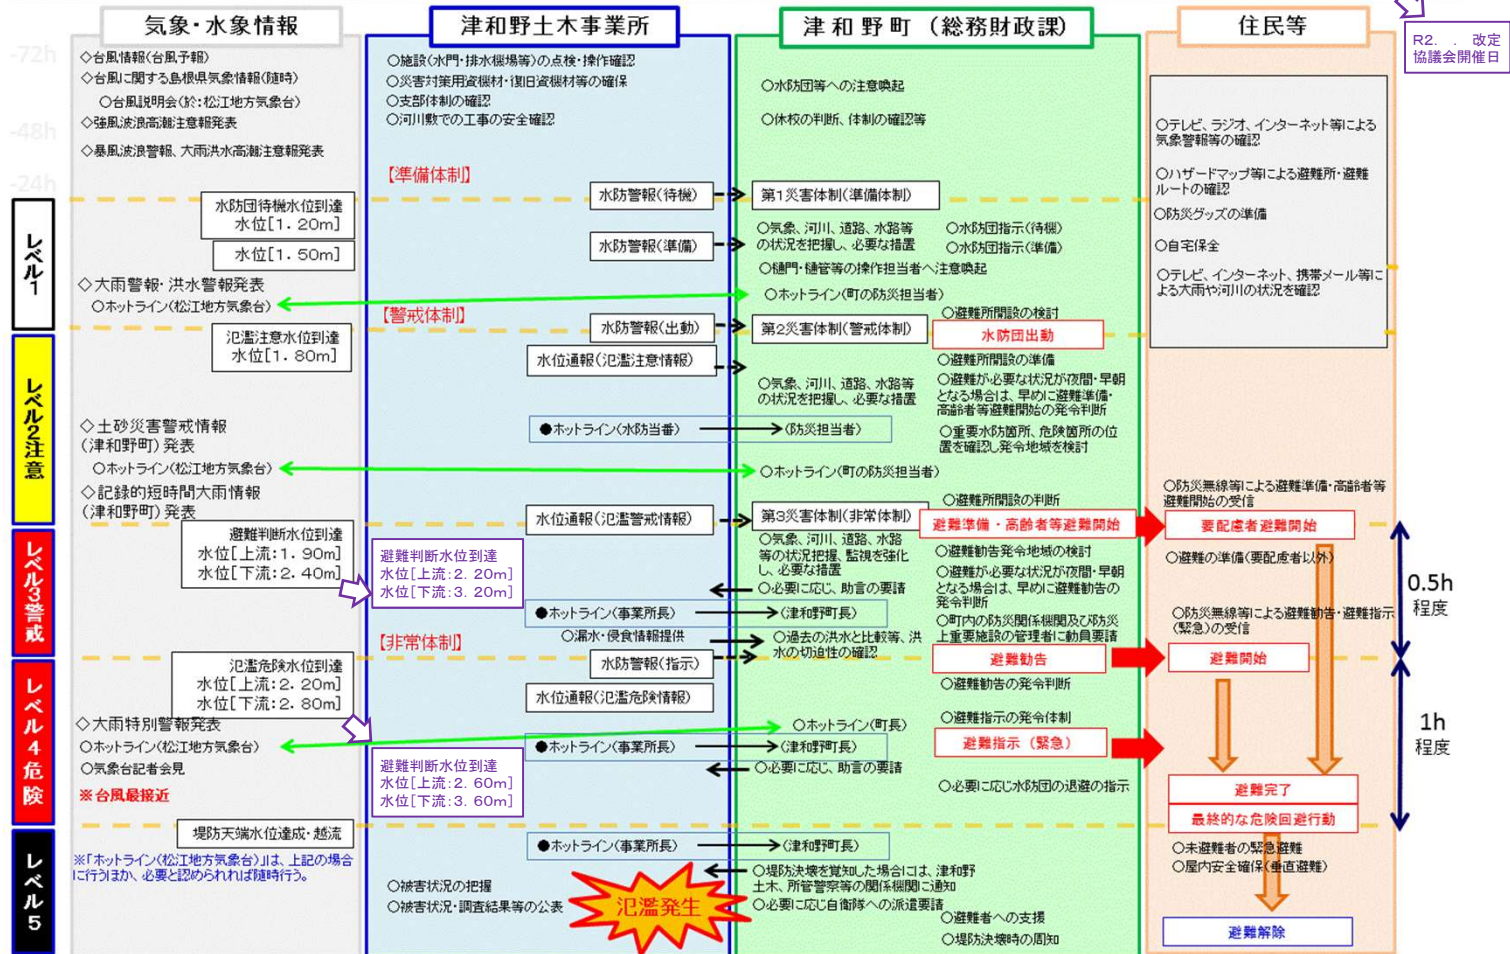 気象・水象情報
津和野土木事業所
津和野町（総務財政課）
住民等
R2.　.　改定
協議会開催日
-72h
-48h
-24h
レベル1
レベル2注意
レベル3警戒
レベル4危険
レベル5
◇台風情報(台風予報)
◇台風に関する島根県気象情報(随時)
○台風説明会(於:松江地方気象台)
◇強風波浪高潮注意報発表
◇暴風波浪警報、大雨洪水高潮注意報発表
水防団待機水位到達
水位[1．20m]
水位[1．50m]
◇大雨警報・洪水警報発表
○ホットライン(松江地方気象台)
氾濫注意水位到達
水位[1．80m]
◇土砂災害警戒情報
(津和野町)発表
○ホットライン(松江地方気象台)
◇記録的短時間大雨情報
(津和野町)発表
避難判断水位到達
水位[上流:1．90m]
水位[下流:2．40m]
氾濫危険水位到達
水位[上流:2．20m]
水位[下流:2．80m]
◇大雨特別警報発表
○ホットライン(松江地方気象台)
○気象台記者会見
※台風最接近
堤防天端水位達成・越流
※「ホットライン(松江地方気象台)」は、上記の場合
に行うほか、必要と認められれば随時行う。
○施設(水門・排水機場等)の点検・操作確認
○災害対策用資機材・復旧資機材等の確保
○支部体制の確認
○河川敷での工事の安全確認
【準備体制】
水防警報(待機)
水防警報(準備)
【警戒体制】
水防警報(出動)
水位通報(氾濫注意情報)
●ホットライン(水防当番)
(防災担当者)
水位通報(氾濫警戒情報)
避難判断水位到達
水位[上流:2．20m]
水位[下流:3．20m]
●ホットライン(事業所長)
(津和野町長)
○漏水・侵食情報提供
【非常体制】
水防警報(指示)
水位通報(氾濫危険情報)
●ホットライン(事業所長)
(津和野町長)
避難判断水位到達
水位[上流:2．60m]
水位[下流:3．60m]
●ホットライン(事業所長)
(津和野町長)
○被害状況の把握
○被害状況・調査結果等の公表
氾濫発生
○水防団等への注意喚起
○休校の判断、体制の確認等
第1災害体制(準備体制)
○気象、河川、道路、水路等
の状況を把握し、必要な措置
○水防団指示(待機)
○水防団指示(準備)
○樋門・樋管等の操作担当者へ注意喚起
○ホットライン(町の防災担当者)
○避難所開設の検討
第2災害体制(警戒体制)
水防団出動
○避難所開設の準備
○気象、河川、道路、水路等
の状況を把握し、必要な措置
○避難が必要な状況が夜間・早朝
となる場合は、早めに避難準備・
高齢者等避難開始の発令判断
○重要水防箇所、危険箇所の位
置を確認し発令地域を検討
○ホットライン(町の防災担当者)
○避難所開設の判断
第3災害体制(非常体制)
避難準備・高齢者等避難開始
○気象、河川、道路、水路
等の状況把握、監視を強化
し、必要な措置
○避難勧告発令地域の検討
○避難が必要な状況が夜間・早朝
となる場合は、早めに避難勧告の
発令判断
○必要に応じ、助言の要請
○町内の防災関係機関及び防災
上重要施設の管理者に動員要請
○過去の洪水と比較等、洪
水の切迫性の確認
避難勧告
○避難勧告の発令判断
○避難指示の発令体制
○ホットライン(町長)
避難指示（緊急）
○必要に応じ、助言の要請
○必要に応じ水防団の退避の指示
○堤防決壊を覚知した場合には、津和野
土木、所管警察等の関係機関に通知
○必要に応じ自衛隊への派遣要請
○避難者への支援
○堤防決壊時の周知
○テレビ、ラジオ、インターネット等による
気象警報等の確認
○ハザードマップ等による避難所・避難
ルートの確認
○防災グッズの準備
○自宅保全
○テレビ、インターネット、携帯メール等に
よる大雨や河川の状況を確認
○防災無線等による避難準備・高齢者等
避難開始の受信
要配慮者避難開始
○避難の準備(要配慮者以外)
○防災無線等による避難勧告・避難指示
(緊急)の受信
避難開始
避難完了
最終的な危険回避行動
○未避難者の緊急避難
○屋内安全確保(垂直避難)
避難解除
0.5h
程度
1h
程度